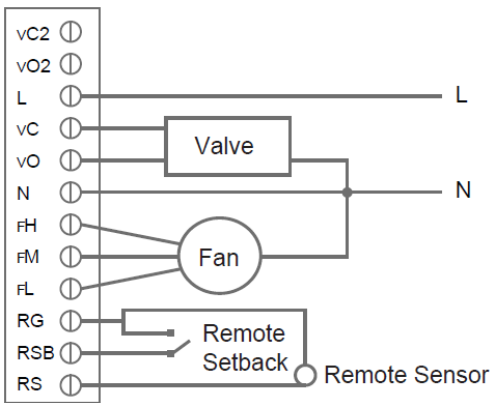 VC2
VO2
L
L
VC
Valve
VO
N
N
FH
FM
Fan
FL
RG
Remote
RSB
Setback
RS
Remote Sensor